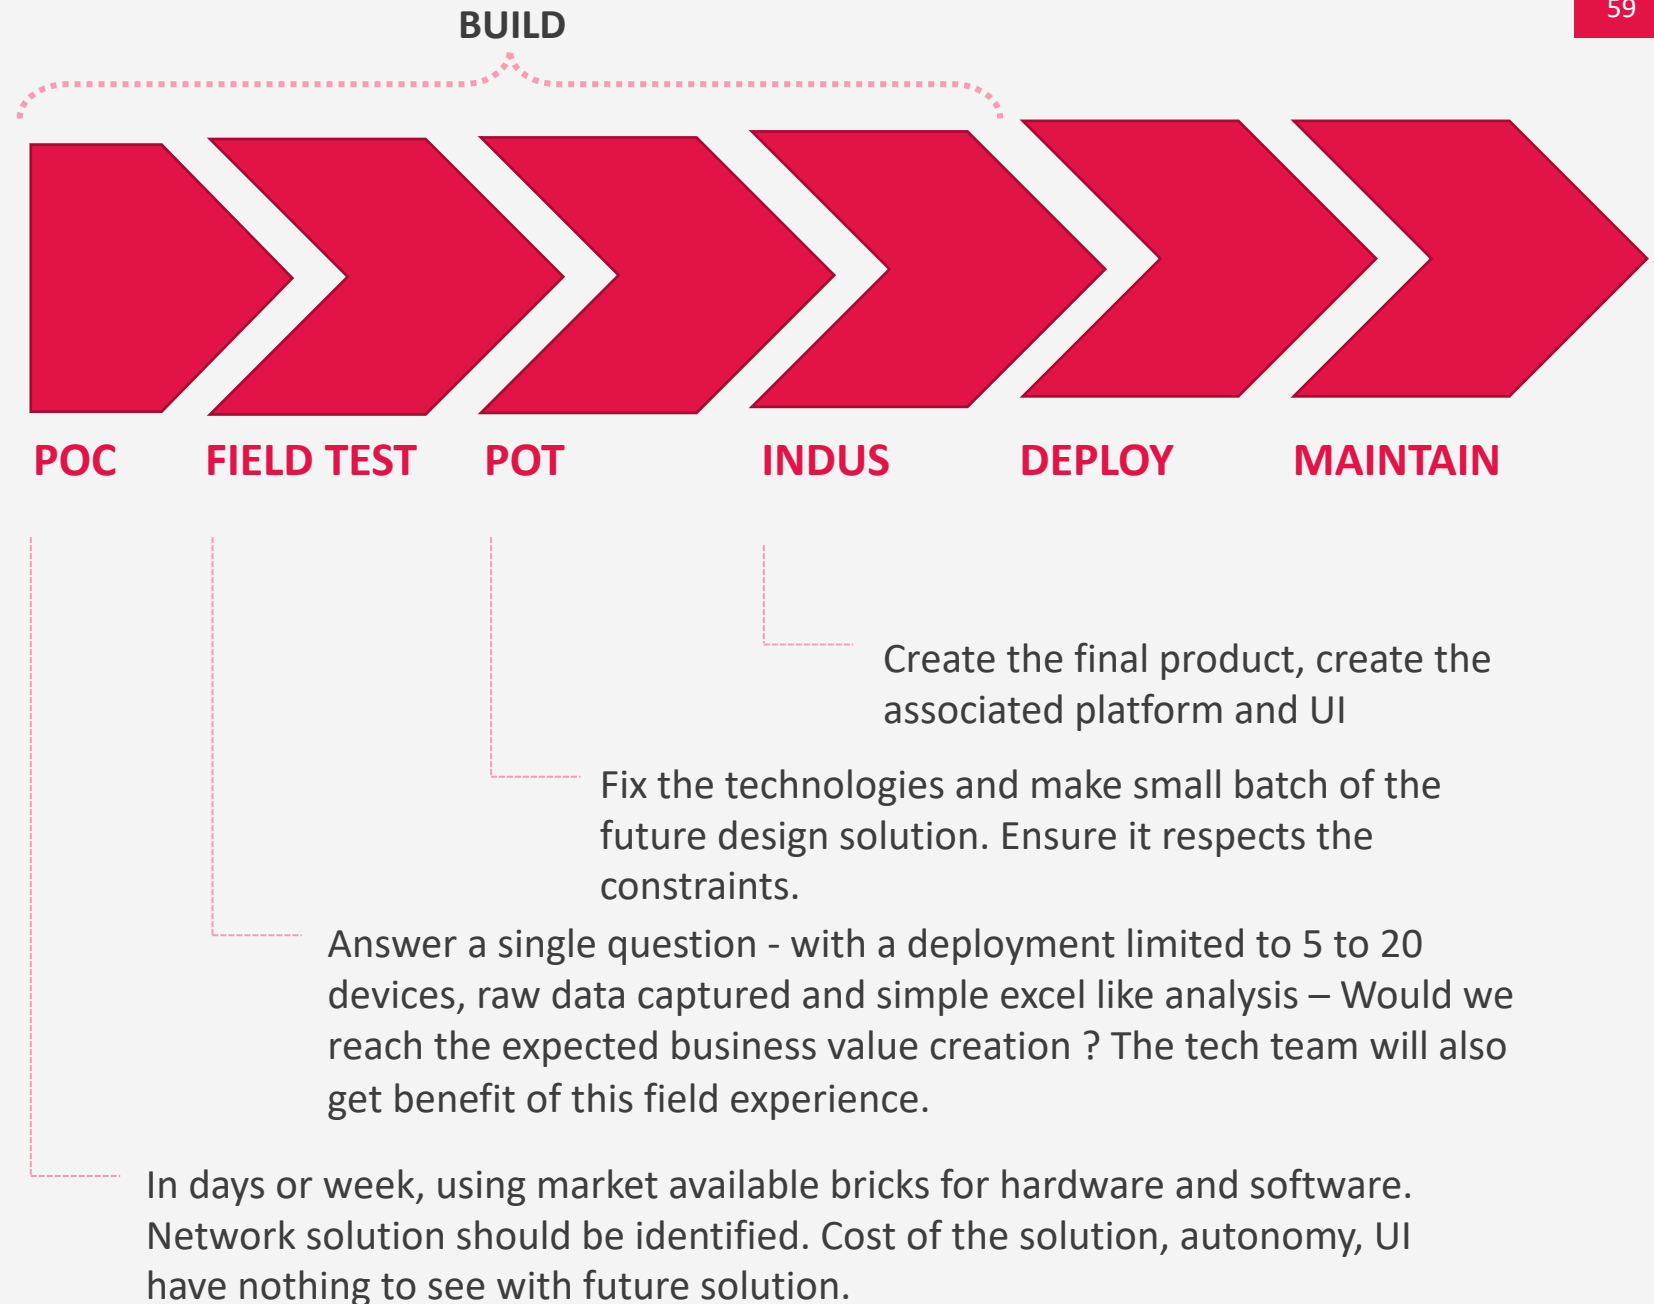 59
BUILD
POC
FIELD TEST
POT
INDUS
DEPLOY
MAINTAIN
Create the final product, create the
associated platform and UI
Fix the technologies and make small batch of the
future design solution. Ensure it respects the
constraints.
Answer a single question - with a deployment limited to 5 to 20
devices, raw data captured and simple excel like analysis – Would we
reach the expected business value creation ? The tech team will also
get benefit of this field experience.
In days or week, using market available bricks for hardware and software.
Network solution should be identified. Cost of the solution, autonomy, UI
have nothing to see with future solution.